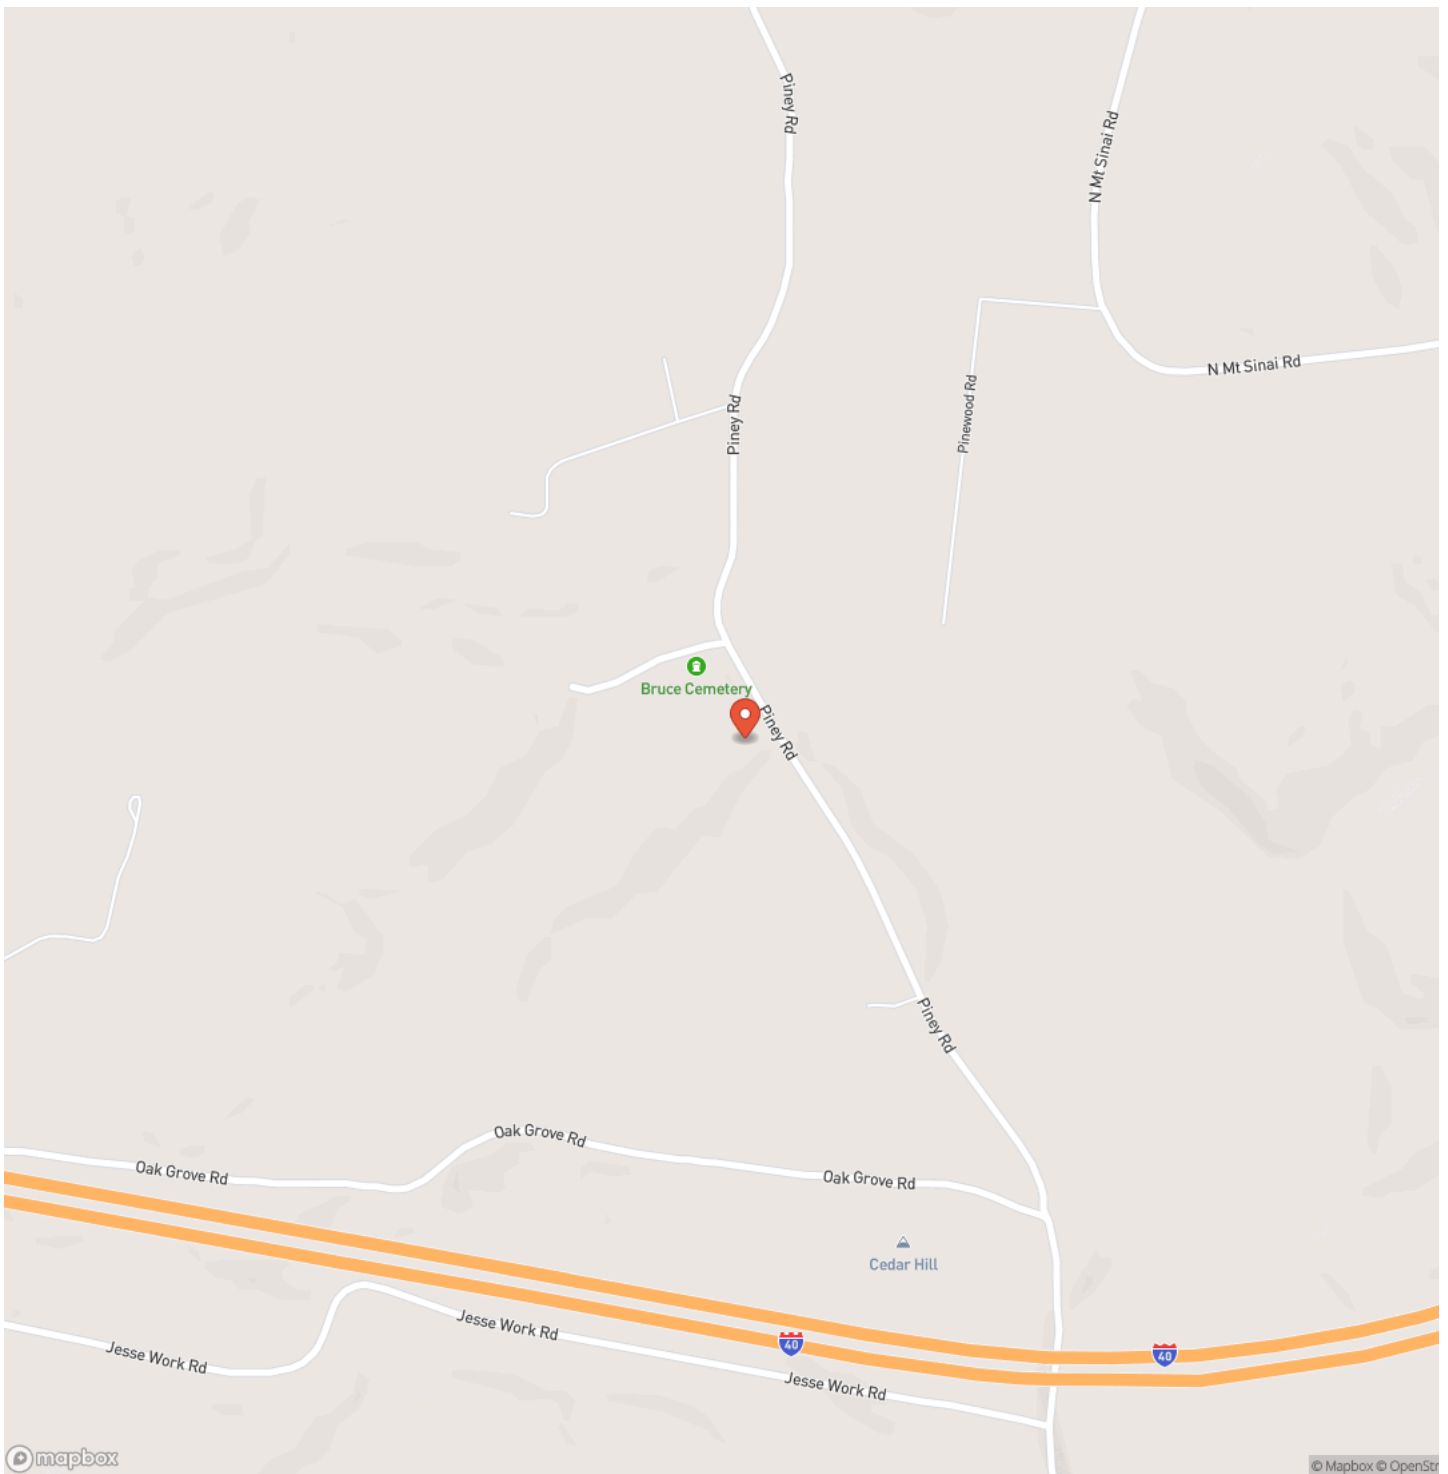 Piney Rd
N Mt Sinai Rd
N Mt Sinai Rd
Pinewood Rd
Piney Rd
Bruce Cemetery
Piney Rd
Piney Rd
Oak Grove Rd
Oak Grove Rd
Oak Grove Rd
Cedar Hill
Jesse Work Rd
40
40
Jesse Work Rd
Jesse Work Rd
mapbox
© Mapbox © OpenStr